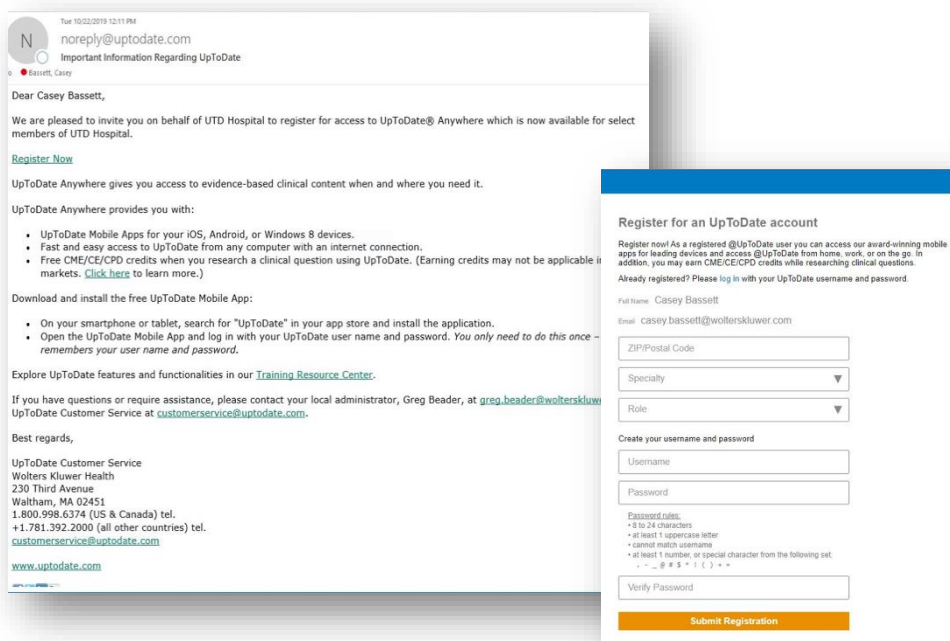 Tue 10/22/2019 12:11 PM
N
noreply@uptodate.com
Important Information Regarding UpToDate
o Bassett, Casey
Dear Casey Bassett,
We are pleased to invite you on behalf of UTD Hospital to register for access to UpToDate® Anywhere which is now available for select
members of UTD Hospital.
Register Now
UpToDate Anywhere gives you access to evidence-based clinical content when and where you need it.
UpToDate Anywhere provides you with:
• UpToDate Mobile Apps for your iOS, Android, or Windows 8 devices.
• Fast and easy access to UpToDate from any computer with an internet connection.
• Free CME/CE/CPD credits when you research a clinical question using UpToDate. (Earning credits may not be applicable in
markets. Click here to learn more.)
Download and install the free UpToDate Mobile App:
• On your smartphone or tablet, search for "UpToDate" in your app store and install the application.
• Open the UpToDate Mobile App and log in with your UpToDate user name and password. You only need to do this once –
remembers your user name and password.
Explore UpToDate features and functionalities in our Training Resource Center.
If you have questions or require assistance, please contact your local administrator, Greg Beader, at greg.beader@wolterskluwe
UpToDate Customer Service at customerservice@uptodate.com.
Best regards,
UpToDate Customer Service
Wolters Kluwer Health
230 Third Avenue
Waltham, MA 02451
1.800.998.6374 (US & Canada) tel.
+1.781.392.2000 (all other countries) tel.
customerservice@uptodate.com
www.uptodate.com
Register for an UpToDate account
Register now! As a registered @UpToDate user you can access our award-winning mobile
apps for leading devices and access @UpToDate from home, work, or on the go. In
addition, you may earn CME/CE/CPD credits while researching clinical questions.
Already registered? Please log in with your UpToDate username and password.
Full Name Casey Bassett
Email casey.bassett@wolterskluwer.com
ZIP/Postal Code
Specialty
Role
Create your username and password
Username
Password
Password rules:
• 8 to 24 characters
• at least 1 uppercase letter
• cannot match username
• at least 1 number, or special character from the following set:
. - _ @ # $ * ! ( ) + =
Verify Password
Submit Registration